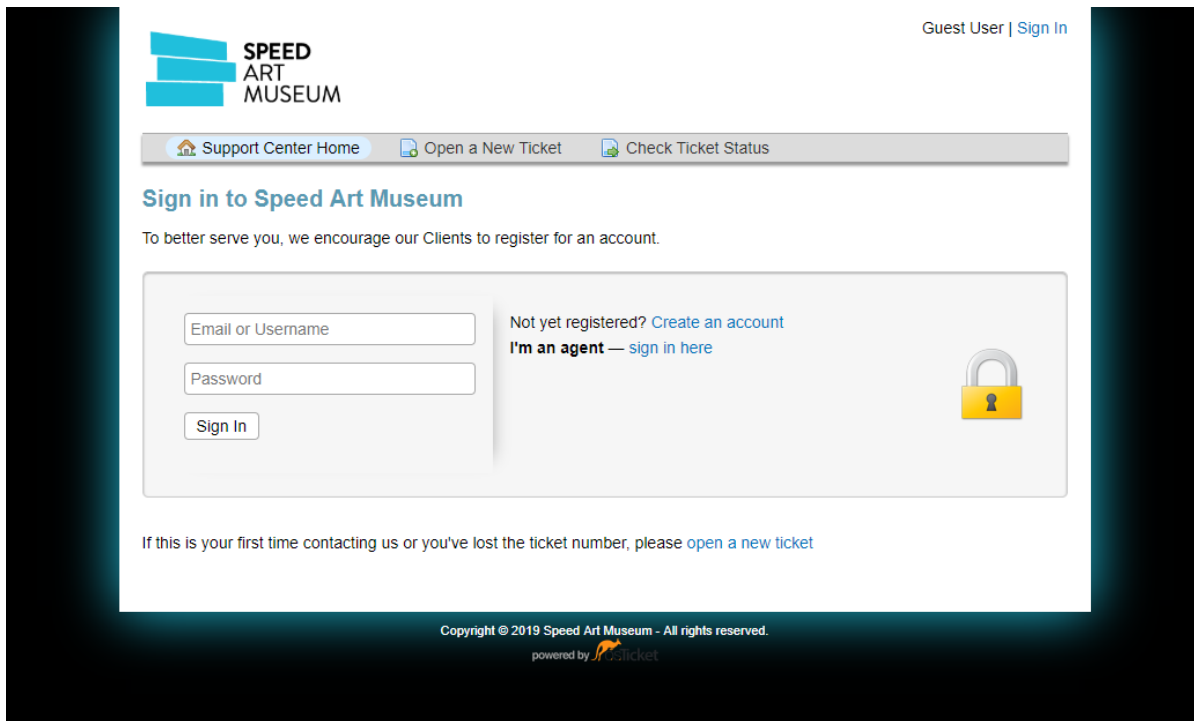 SPEED
ART
MUSEUM
Guest User | Sign In
Support Center Home Open a New Ticket Check Ticket Status
Sign in to Speed Art Museum
To better serve you, we encourage our Clients to register for an account.
Email or Username
Password
Sign In
Not yet registered? Create an account
I'm an agent — sign in here
If this is your first time contacting us or you've lost the ticket number, please open a new ticket
Copyright © 2019 Speed Art Museum - All rights reserved.
powered by osTicket